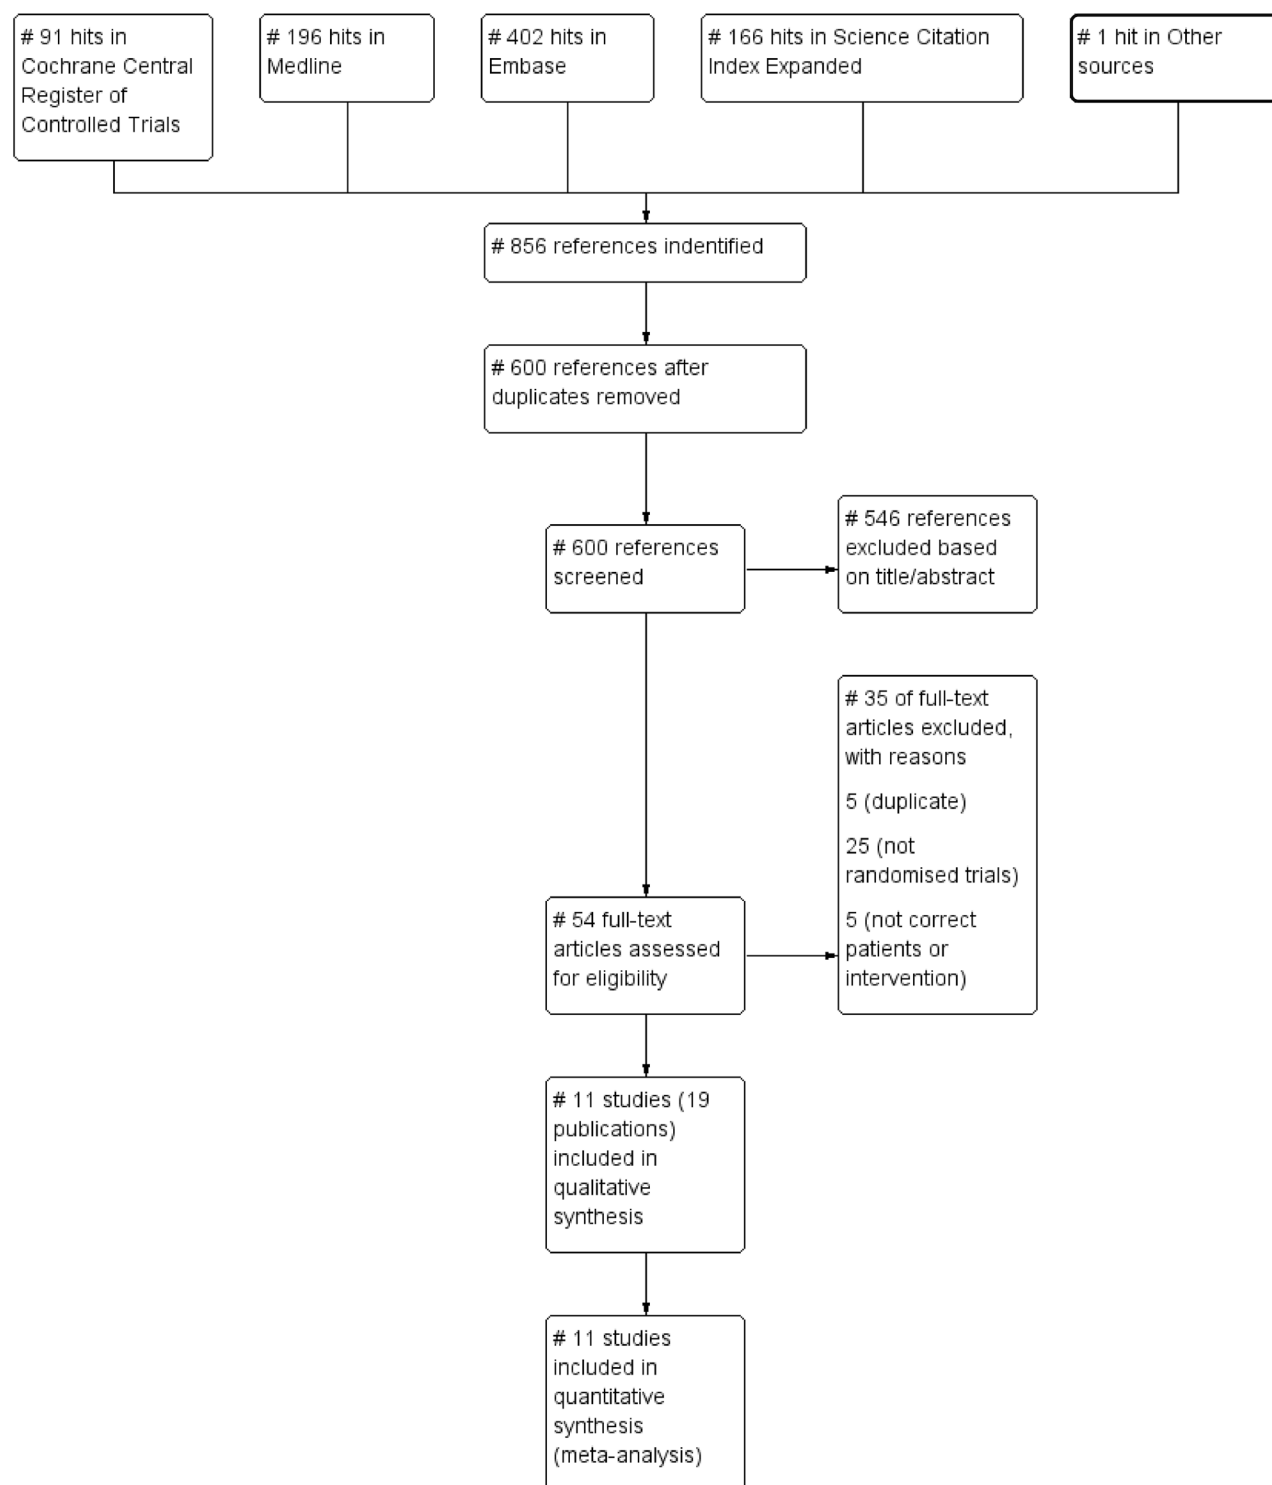 # 91 hits in
Cochrane Central
Register of
Controlled Trials
# 196 hits in
Medline
# 402 hits in
Embase
# 166 hits in Science Citation
Index Expanded
# 1 hit in Other
sources
# 856 references indentified
# 600 references after
duplicates removed
# 600 references
screened
# 546 references
excluded based
on title/abstract
# 35 of full-text
articles excluded,
with reasons
5 (duplicate)
25 (not
randomised trials)
5 (not correct
patients or
intervention)
# 54 full-text
articles assessed
for eligibility
# 11 studies (19
publications)
included in
qualitative
synthesis
# 11 studies
included in
quantitative
synthesis
(meta-analysis)